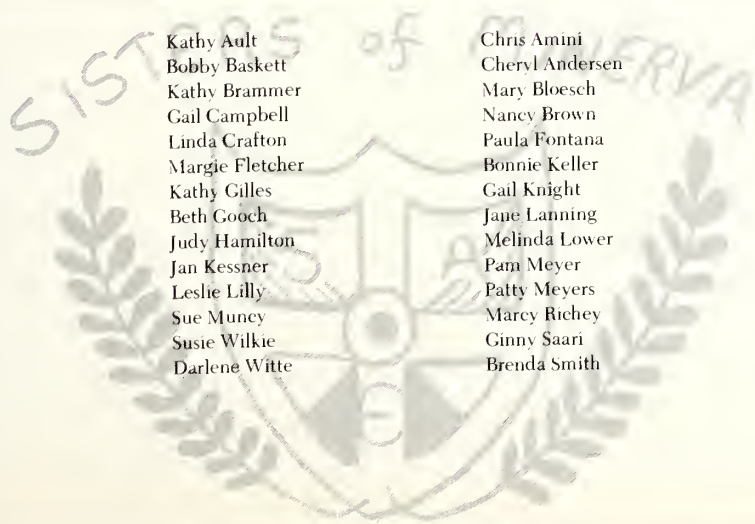 SISTERS of MINERVA
Kathy Ault
Bobby Baskett
Kathy Brammer
Gail Campbell
Linda Crafton
Margie Fletcher
Kathy Gilles
Beth Gooch
Judy Hamilton
Jan Kessner
Leslie Lilly
Sue Muncy
Susie Wilkie
Darlene Witte
Chris Amini
Cheryl Andersen
Mary Bloesch
Nancy Brown
Paula Fontana
Bonnie Keller
Gail Knight
Jane Lanning
Melinda Lower
Pam Meyer
Patty Meyers
Marcy Richey
Ginny Saari
Brenda Smith